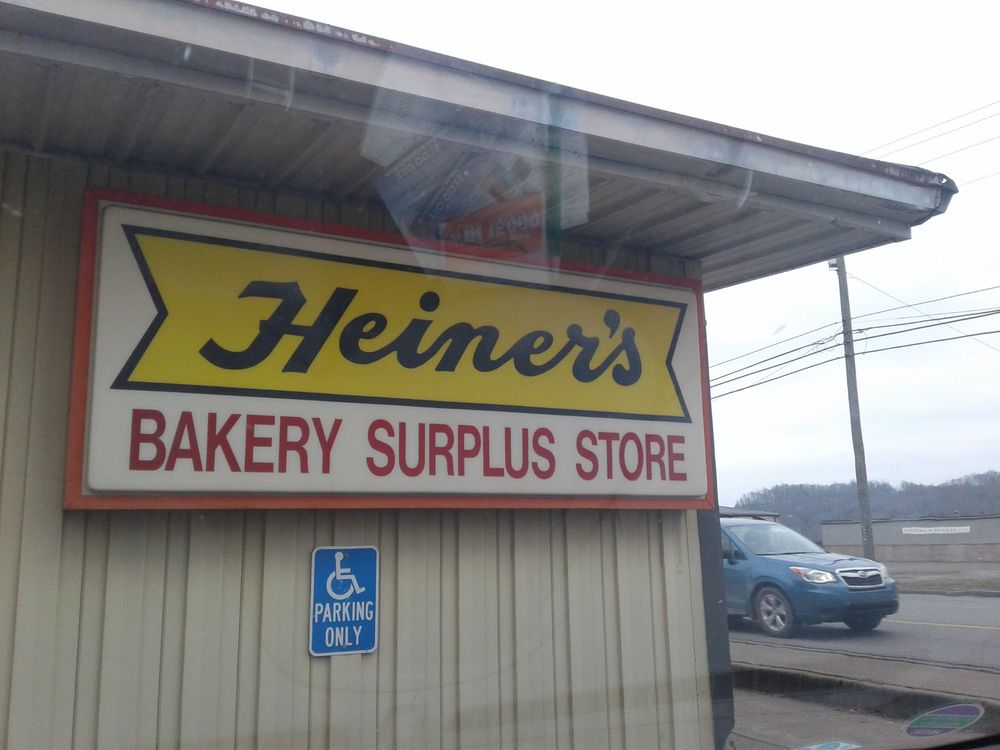 Heiner's
BAKERY SURPLUS STORE
PARKING
ONLY